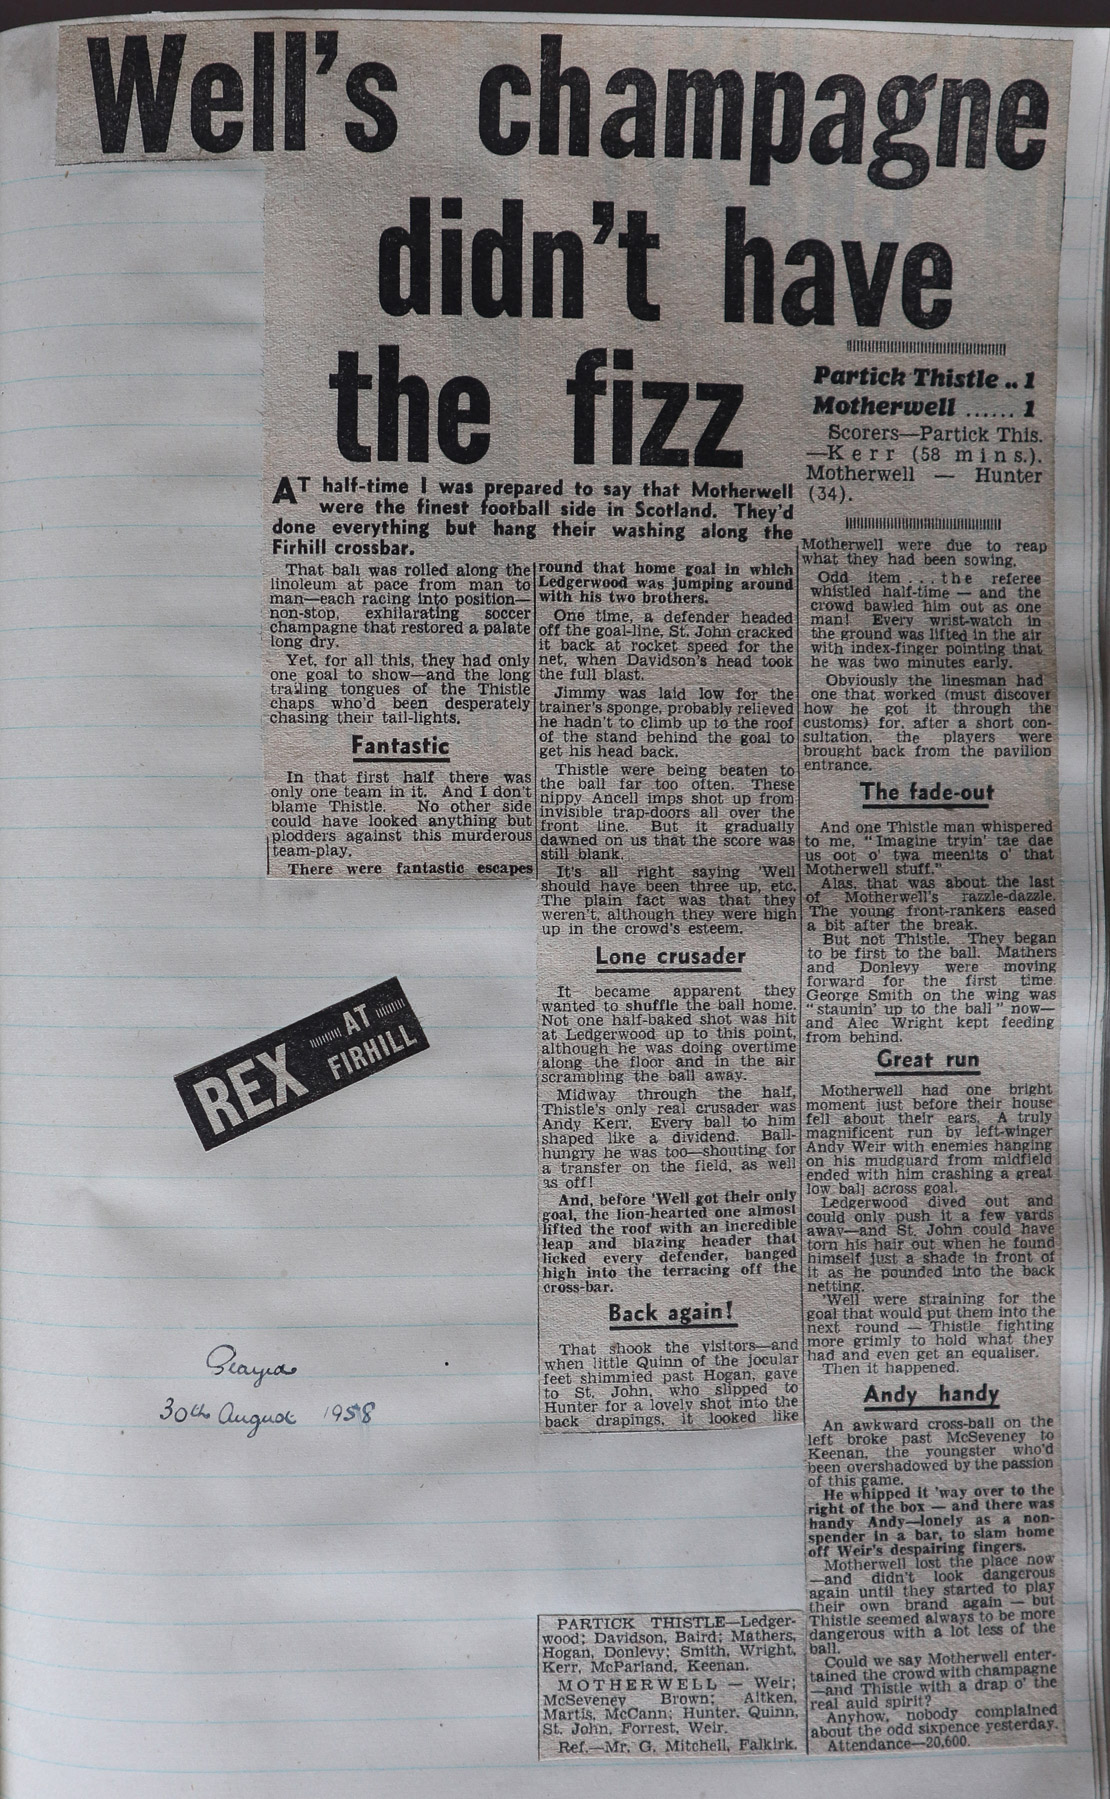 Well's champagne
didn't have
the fizz
Partick Thistle .. 1
Motherwell ...... 1
Scorers—Partick This.
—Kerr (58 mins.).
Motherwell — Hunter
(34).
AT half-time I was prepared to say that Motherwell
were the finest football side in Scotland. They'd
done everything but hang their washing along the
Firhill crossbar.
That ball was rolled along the
linoleum at pace from man to
man—each racing into position—
non-stop, exhilarating soccer
champagne that restored a palate
long dry.
Yet, for all this, they had only
one goal to show—and the long
trailing tongues of the Thistle
chaps who'd been desperately
chasing their tail-lights.
Fantastic
In that first half there was
only one team in it. And I don't
blame Thistle. No other side
could have looked anything but
plodders against this murderous
team-play.
There were fantastic escapes
round that home goal in which
Ledgerwood was jumping around
with his two brothers.
One time, a defender headed
off the goal-line, St. John cracked
it back at rocket speed for the
net, when Davidson's head took
the full blast.
Jimmy was laid low for the
trainer's sponge, probably relieved
he hadn't to climb up to the roof
of the stand behind the goal to
get his head back.
Thistle were being beaten to
the ball far too often. These
nippy Ancell imps shot up from
invisible trap-doors all over the
front line. But it gradually
dawned on us that the score was
still blank.
It's all right saying 'Well
should have been three up, etc.
The plain fact was that they
weren't, although they were high
up in the crowd's esteem.
Lone crusader
It became apparent they
wanted to shuffle the ball home.
Not one half-baked shot was hit
at Ledgerwood up to this point,
although he was doing overtime
along the floor and in the air
scrambling the ball away.
Midway through the half,
Thistle's only real crusader was
Andy Kerr. Every ball to him
shaped like a dividend. Ball-
hungry he was too—shouting for
a transfer on the field, as well
as off!
And, before 'Well got their only
goal, the lion-hearted one almost
lifted the roof with an incredible
leap and blazing header that
licked every defender, banged
high into the terracing off the
cross-bar.
Back again!
That shook the visitors—and
when little Quinn of the jocular
feet shimmied past Hogan, gave
to St. John, who slipped to
Hunter for a lovely shot into the
back drapings, it looked like
Motherwell were due to reap
what they had been sowing.
Odd item . . . the referee
whistled half-time — and the
crowd bawled him out as one
man! Every wrist-watch in
the ground was lifted in the air
with index-finger pointing that
he was two minutes early.
Obviously the linesman had
one that worked (must discover
how he got it through the
customs) for, after a short con-
sultation, the players were
brought back from the pavilion
entrance.
The fade-out
And one Thistle man whispered
to me, "Imagine tryin' tae dae
us oot o' twa meenits o' that
Motherwell stuff."
Alas, that was about the last
of Motherwell's razzle-dazzle.
The young front-rankers eased
a bit after the break.
But not Thistle. They began
to be first to the ball. Mathers
and Donlevy were moving
forward for the first time
George Smith on the wing was
"staunin' up to the ball" now—
and Alec Wright kept feeding
from behind.
Great run
Motherwell had one bright
moment just before their house
fell about their ears. A truly
magnificent run by left-winger
Andy Weir with enemies hanging
on his mudguard from midfield
ended with him crashing a great
low ball across goal.
Ledgerwood dived out and
could only push it a few yards
away—and St. John could have
torn his hair out when he found
himself just a shade in front of
it as he pounded into the back
netting.
'Well were straining for the
goal that would put them into the
next round — Thistle fighting
more grimly to hold what they
had and even get an equaliser.
Then it happened.
Andy handy
An awkward cross-ball on the
left broke past McSeveney to
Keenan, the youngster who'd
been overshadowed by the passion
of this game.
He whipped it 'way over to the
right of the box — and there was
handy Andy—lonely as a non-
spender in a bar, to slam home
off Weir's despairing fingers.
Motherwell lost the place now
—and didn't look dangerous
again until they started to play
their own brand again — but
Thistle seemed always to be more
dangerous with a lot less of the
ball.
Could we say Motherwell enter-
tained the crowd with champagne
—and Thistle with a drap o' the
real auld spirit?
Anyhow, nobody complained
about the odd sixpence yesterday.
Attendance—20,600.
REX AT
FIRHILL
Played
30th August 1958
PARTICK THISTLE—Ledger-
wood; Davidson, Baird; Mathers,
Hogan, Donlevy; Smith, Wright,
Kerr, McParland, Keenan.
MOTHERWELL — Weir;
McSeveney Brown; Aitken,
Martis, McCann; Hunter, Quinn,
St. John, Forrest, Weir.
Ref.—Mr. G. Mitchell, Falkirk.